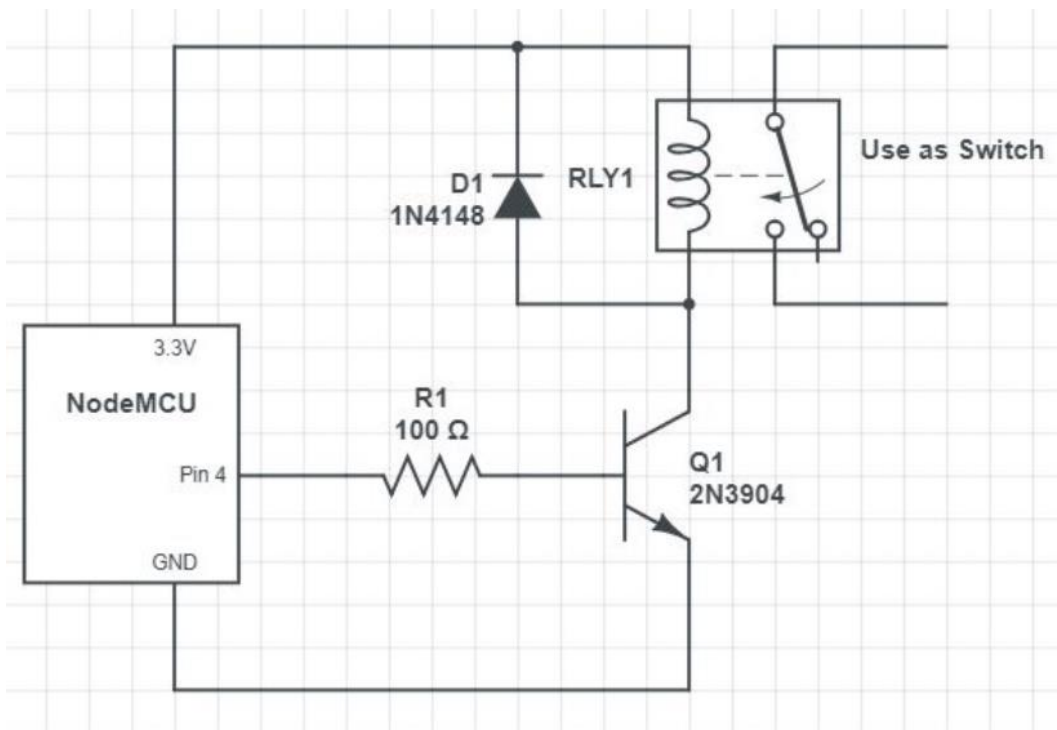 D1
1N4148
RLY1
Use as Switch
3.3V
NodeMCU
Pin 4
GND
R1
100 Ω
Q1
2N3904